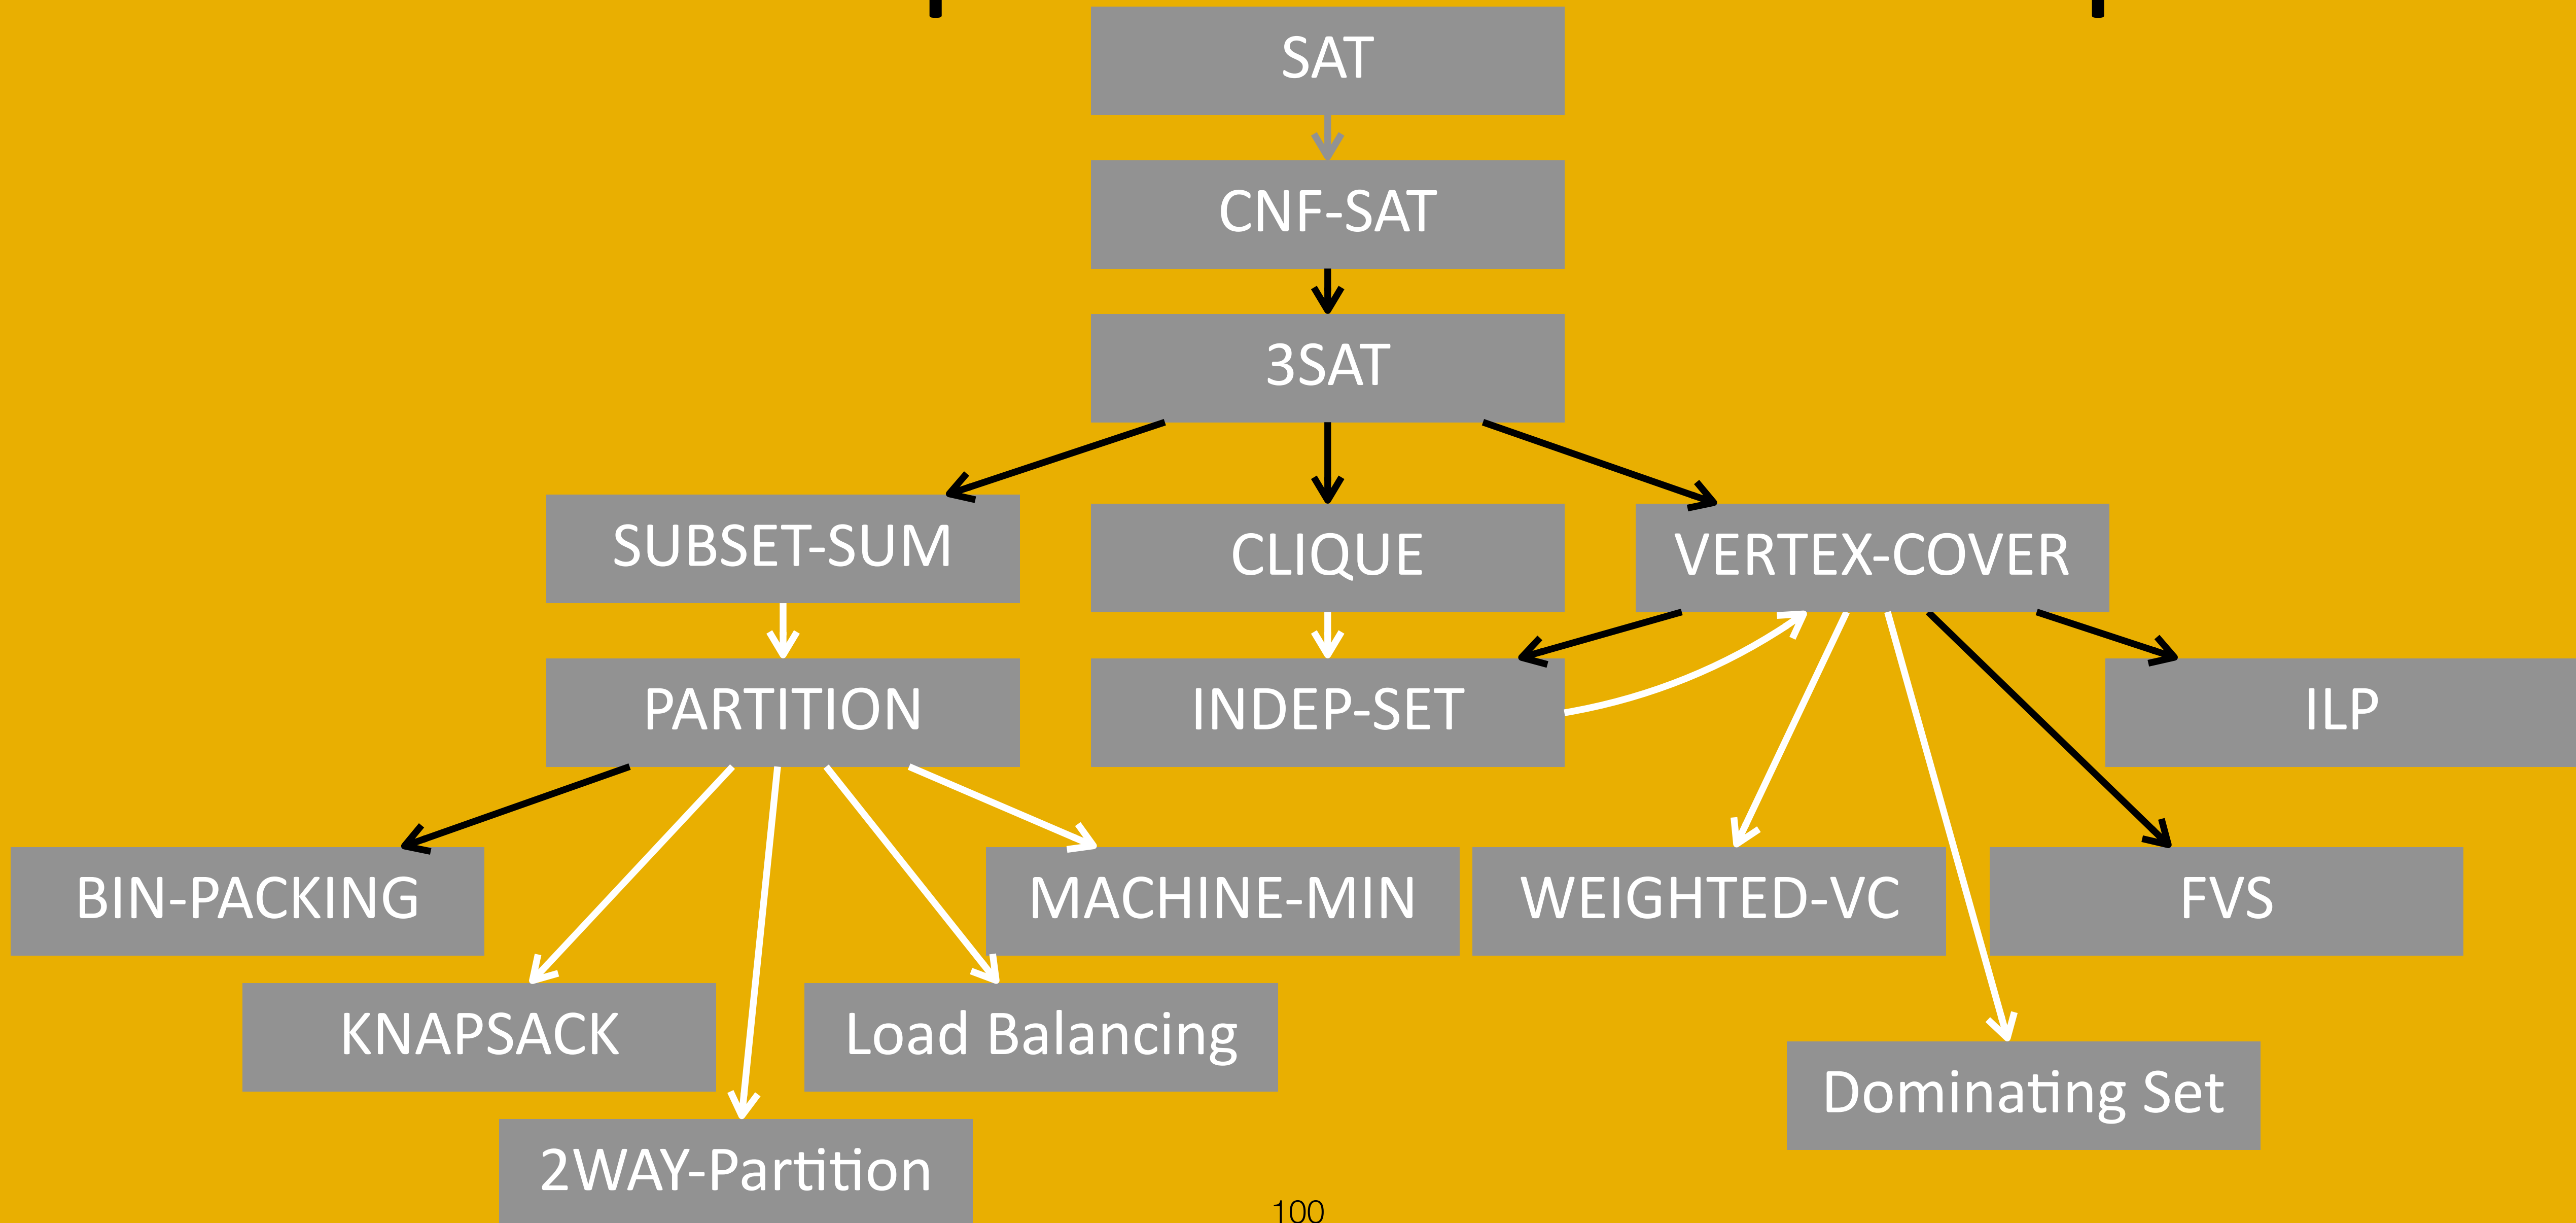 SAT
CNF-SAT
3SAT
SUBSET-SUM
CLIQUE
VERTEX-COVER
PARTITION
INDEP-SET
ILP
BIN-PACKING
MACHINE-MIN
WEIGHTED-VC
FVS
KNAPSACK
Load Balancing
Dominating Set
2WAY-Partition
100